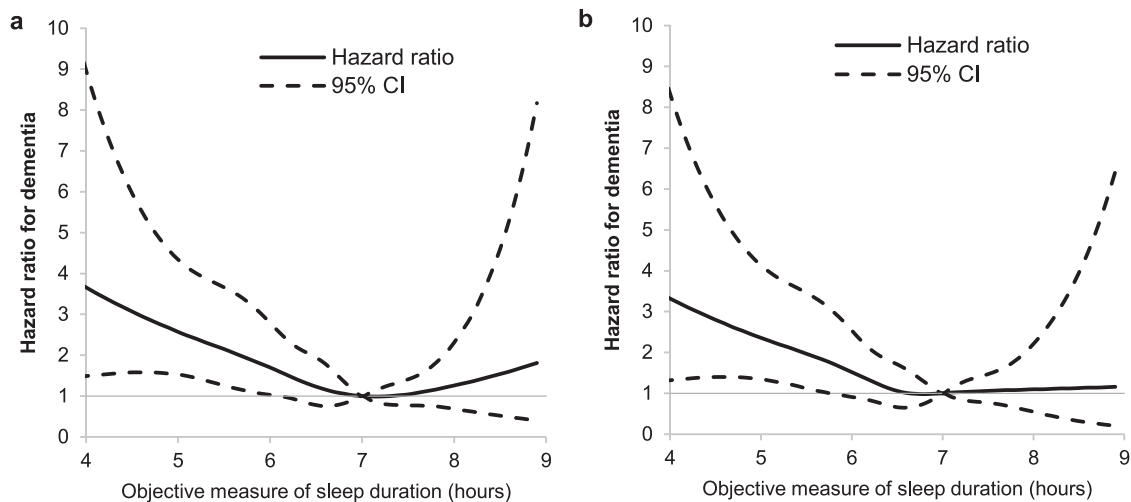 a
Hazard ratio for dementia
10
9
8
7
6
5
4
3
2
1
0
Hazard ratio
95% CI
4 5 6 7 8 9
Objective measure of sleep duration (hours)
b
Hazard ratio for dementia
10
9
8
7
6
5
4
3
2
1
0
Hazard ratio
95% CI
4 5 6 7 8 9
Objective measure of sleep duration (hours)